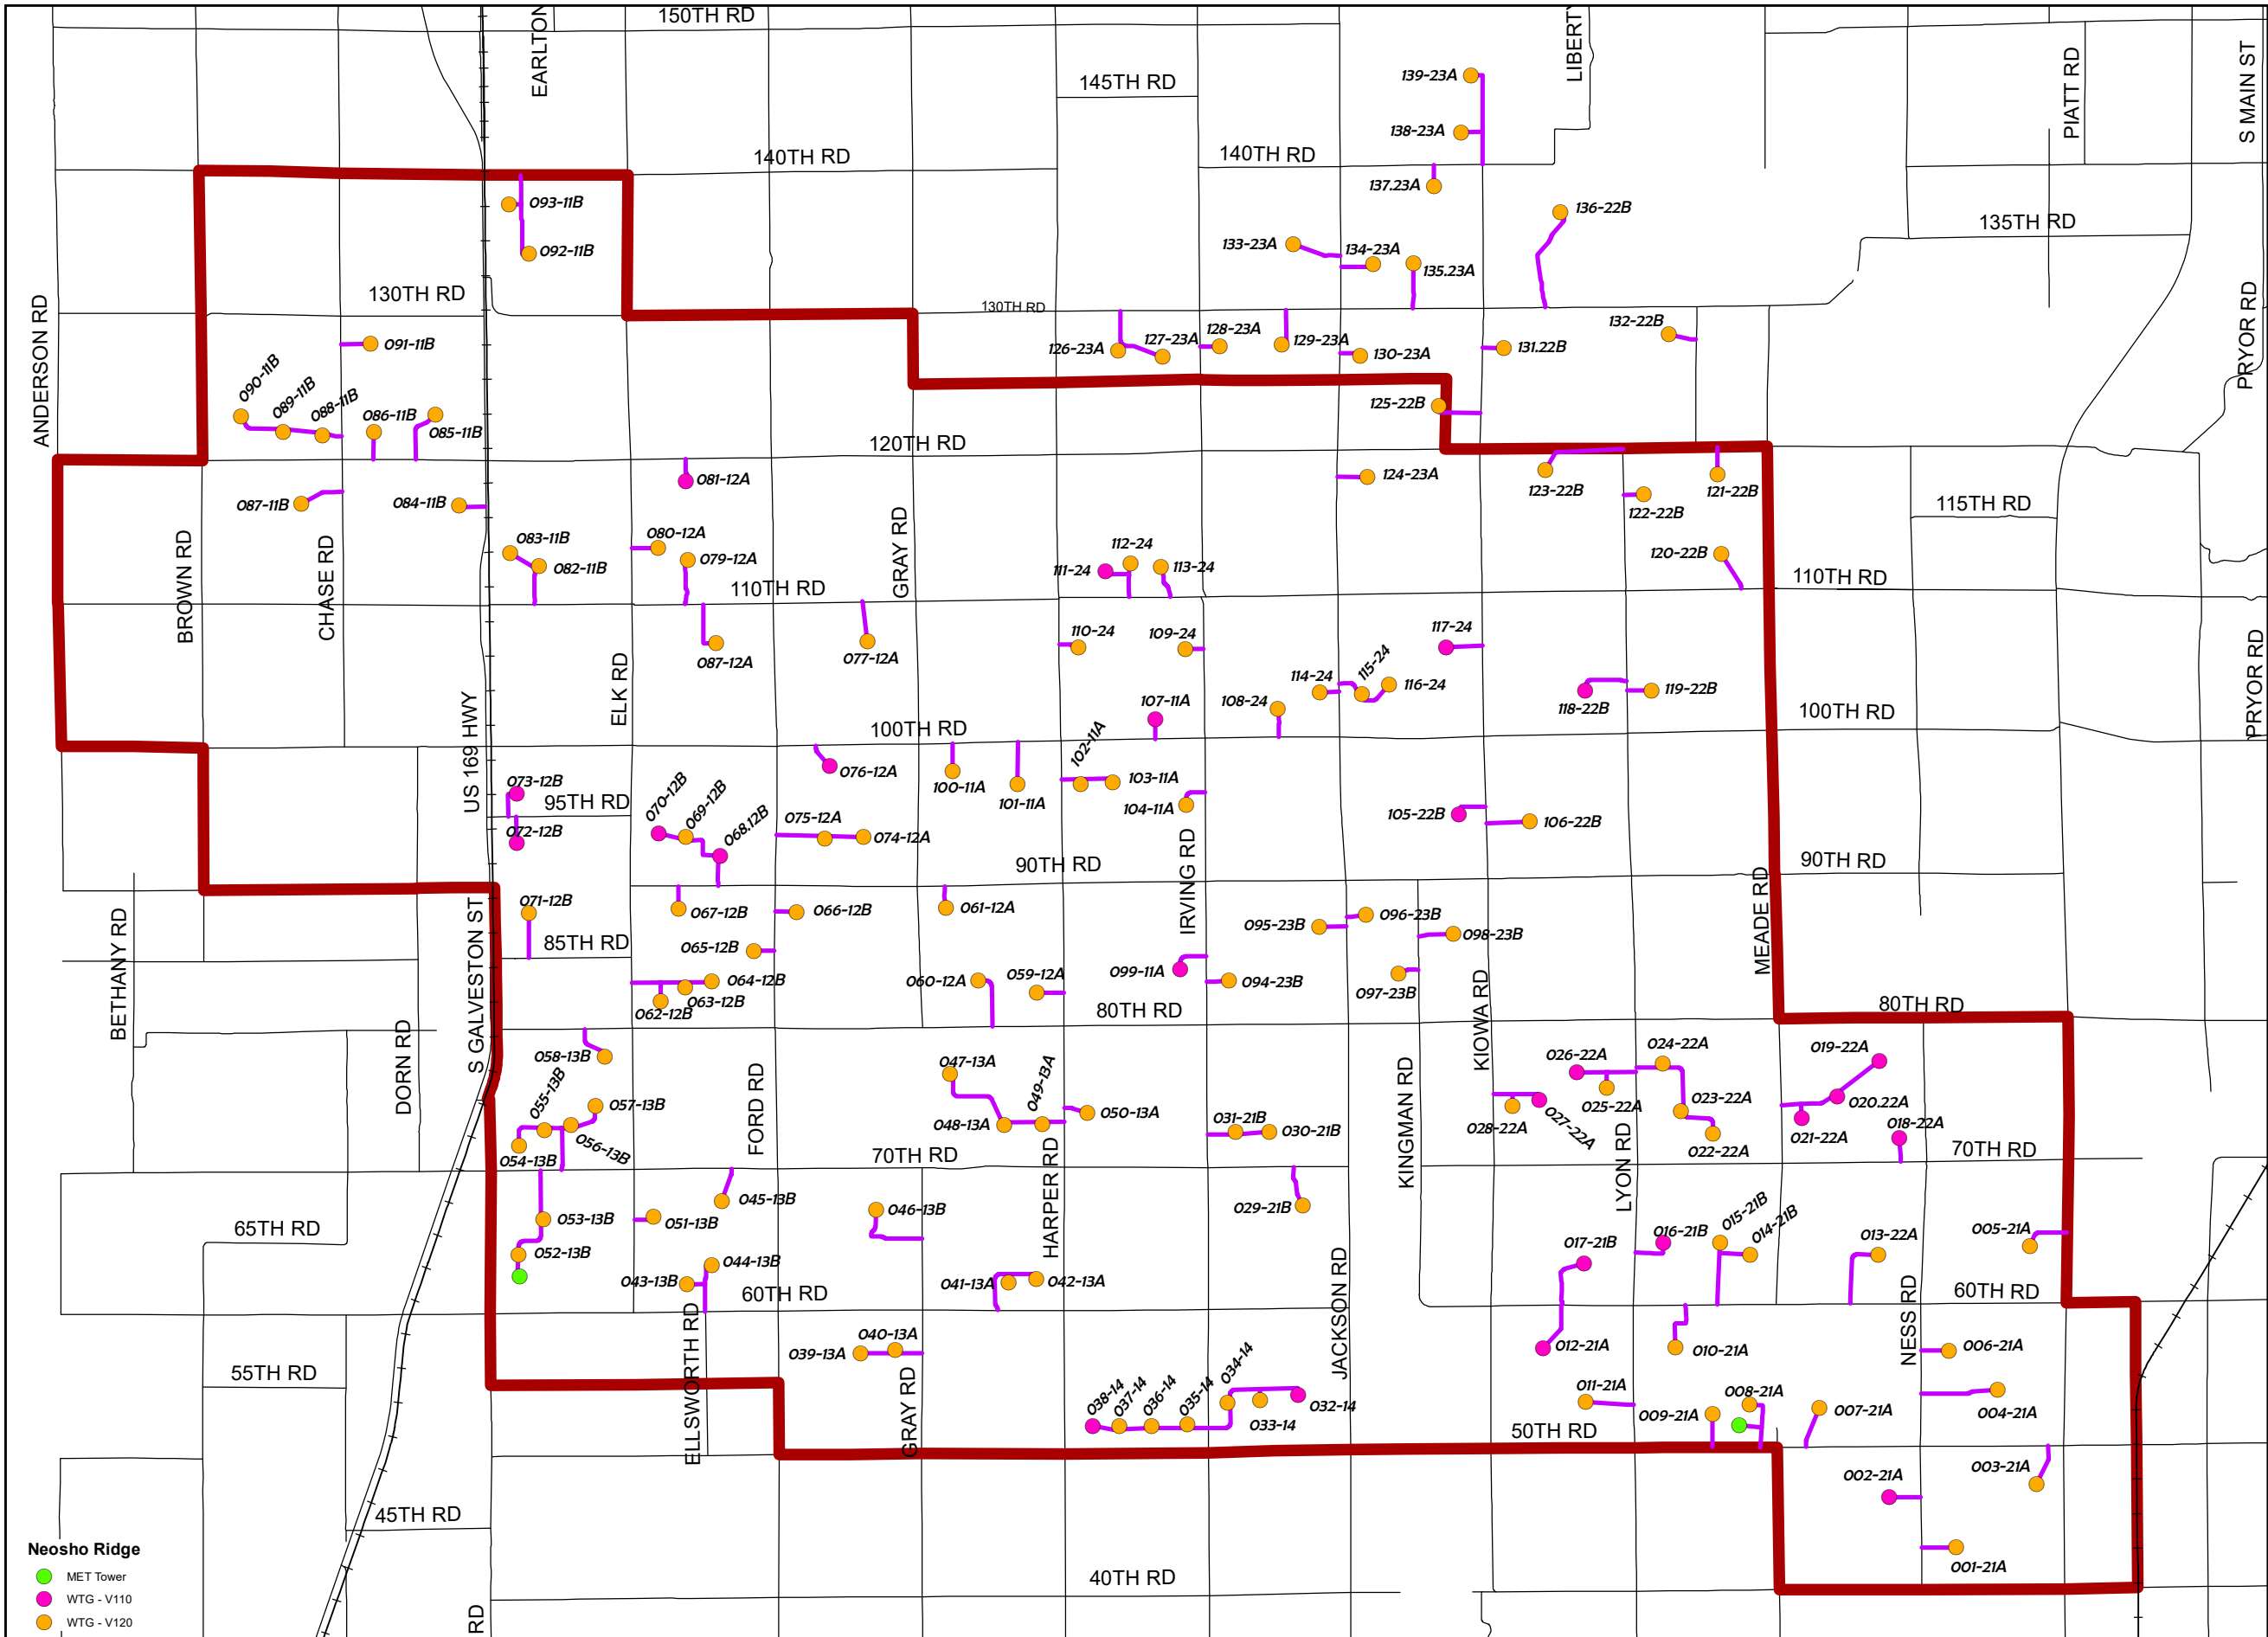 150TH RD
EARLTON
LIBERTY
PIATT RD
S MAIN ST
145TH RD
139-23A
138-23A
140TH RD
140TH RD
137.23A
093-11B
092-11B
136-22B
135TH RD
133-23A
134-23A
135.23A
130TH RD
130TH RD
ANDERSON RD
PRYOR RD
091-11B
126-23A
127-23A
128-23A
129-23A
130-23A
131.22B
132-22B
090-11B
089-11B
088-11B
086-11B
085-11B
125-22B
120TH RD
081-12A
124-23A
123-22B
122-22B
121-22B
087-11B
084-11B
115TH RD
GRAY RD
BROWN RD
CHASE RD
083-11B
082-11B
080-12A
079-12A
112-24
111-24
113-24
120-22B
110TH RD
110TH RD
087-12A
077-12A
110-24
109-24
117-24
PRYOR RD
ELK RD
US 169 HWY
114-24
115-24
116-24
118-22B
119-22B
107-11A
108-24
100TH RD
100TH RD
102-11A
076-12A
100-11A
101-11A
103-11A
104-11A
073-12B
95TH RD
072-12B
070-12B
069-12B
068.12B
075-12A
074-12A
105-22B
106-22B
IRVING RD
90TH RD
90TH RD
MEADE RD
BETHANY RD
S GALVESTON ST
071-12B
067-12B
066-12B
061-12A
095-23B
096-23B
098-23B
85TH RD
065-12B
064-12B
063-12B
062-12B
060-12A
059-12A
099-11A
094-23B
097-23B
KIOWA RD
80TH RD
80TH RD
DORN RD
058-13B
FORD RD
047-13A
049-13A
048-13A
050-13A
KINGMAN RD
026-22A
024-22A
019-22A
025-22A
023-22A
020.22A
028-22A
027-22A
022-22A
021-22A
018-22A
055-13B
057-13B
056-13B
054-13B
031-21B
030-21B
70TH RD
70TH RD
HARPER RD
LYON RD
053-13B
051-13B
045-13B
046-13B
029-21B
65TH RD
052-13B
044-13B
043-13B
041-13A
042-13A
017-21B
016-21B
015-21B
014-21B
013-22A
005-21A
60TH RD
60TH RD
JACKSON RD
NESS RD
ELLSWORTH RD
040-13A
039-13A
012-21A
010-21A
006-21A
55TH RD
GRAY RD
038-14
037-14
036-14
035-14
034-14
033-14
032-14
011-21A
009-21A
008-21A
007-21A
004-21A
50TH RD
002-21A
003-21A
45TH RD
001-21A
40TH RD
RD
Neosho Ridge
MET Tower
WTG - V110
WTG - V120